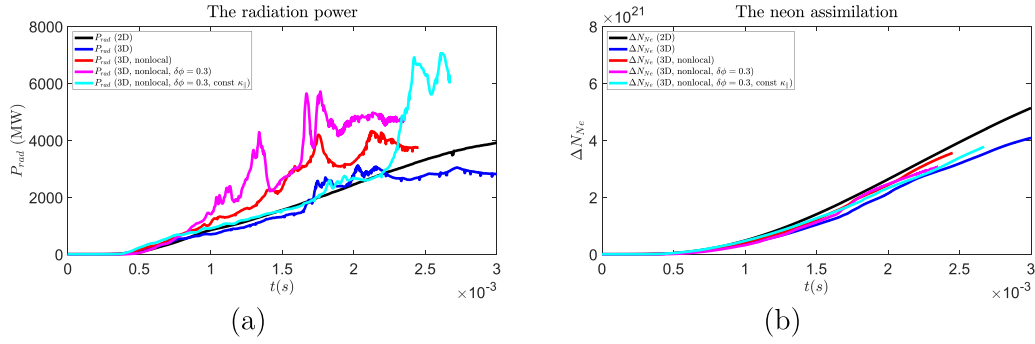 The radiation power
8000
6000
4000
2000
0
P_rad (MW)
P_rad (2D)
P_rad (3D)
P_rad (3D, nonlocal)
P_rad (3D, nonlocal, δϕ = 0.3)
P_rad (3D, nonlocal, δϕ = 0.3, const κ_∥)
0 0.5 1 1.5 2 2.5 3
t(s)
×10⁻³
(a)
The neon assimilation
×10²¹
8
6
4
2
0
ΔN_Ne
ΔN_Ne (2D)
ΔN_Ne (3D)
ΔN_Ne (3D, nonlocal)
ΔN_Ne (3D, nonlocal, δϕ = 0.3)
ΔN_Ne (3D, nonlocal, δϕ = 0.3, const κ_∥)
0 0.5 1 1.5 2 2.5 3
t(s)
×10⁻³
(b)